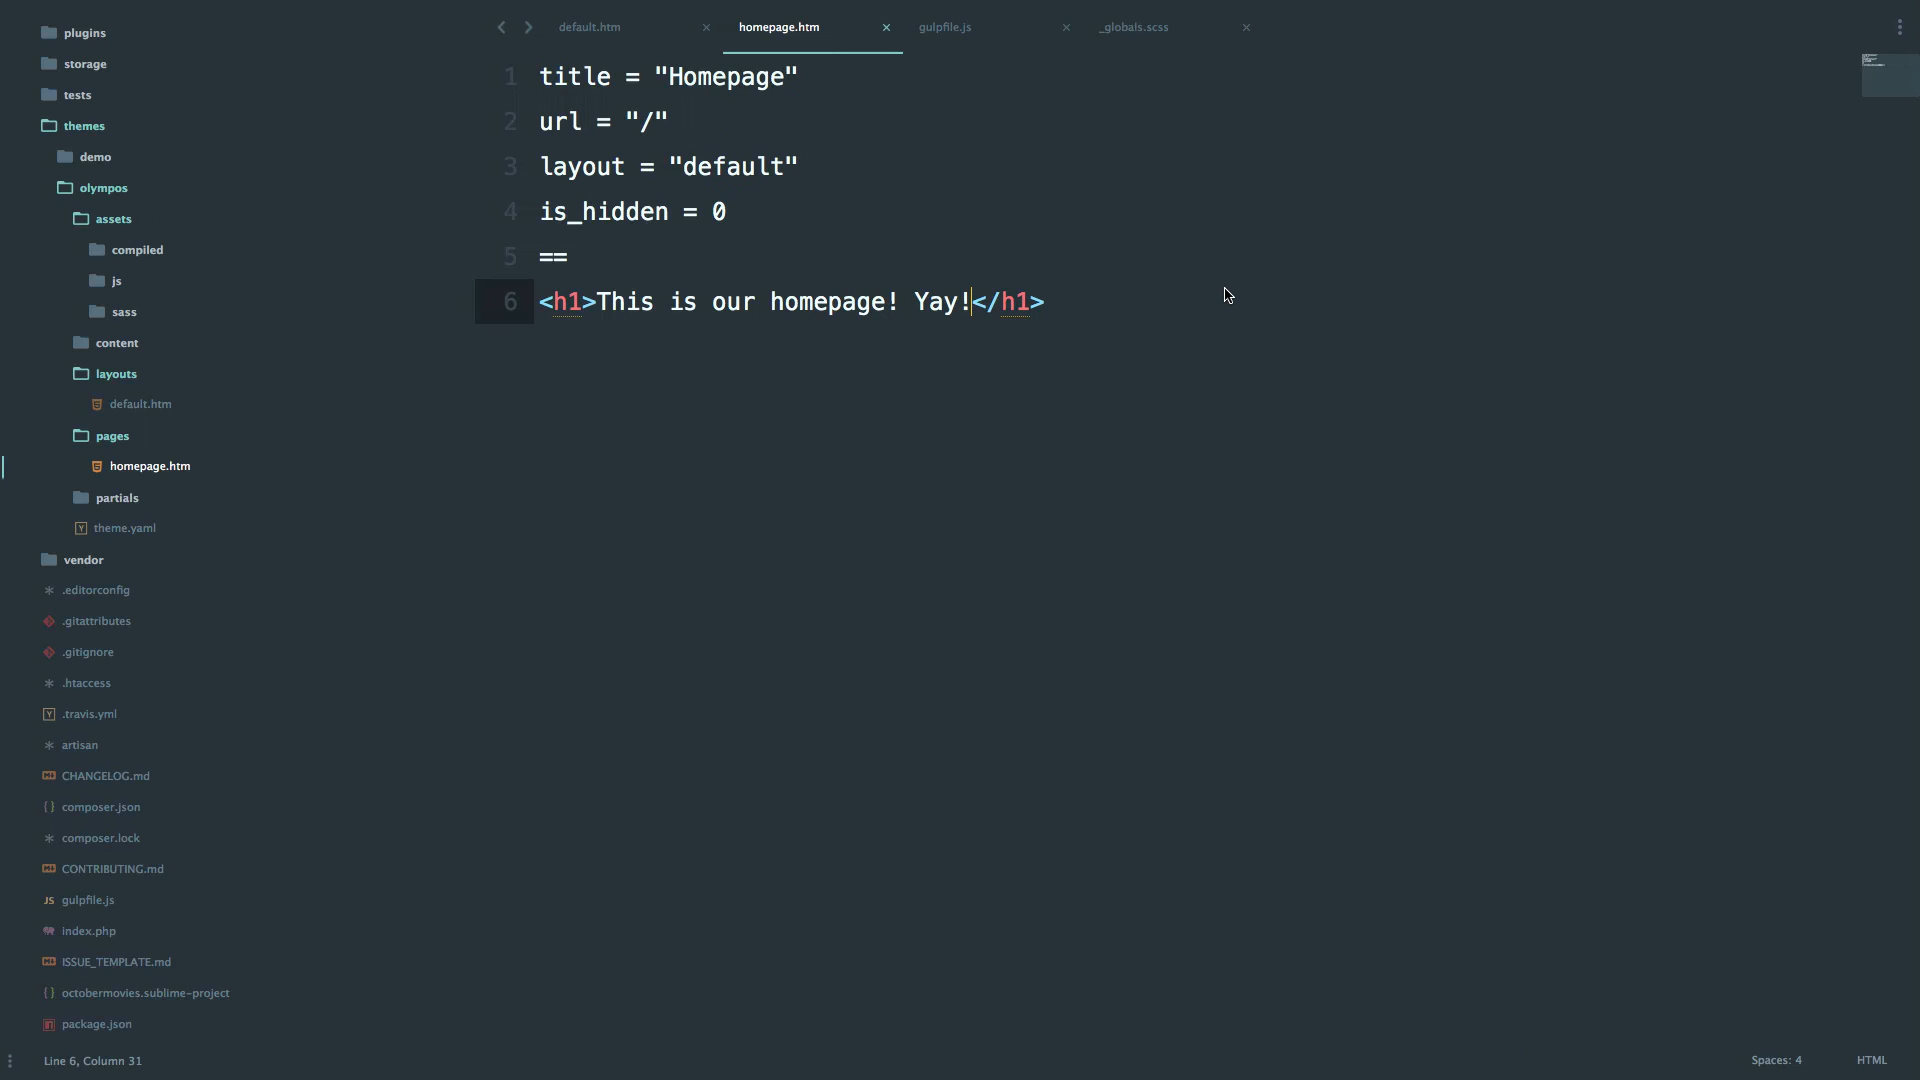 plugins
storage
tests
themes
demo
olympos
assets
compiled
js
sass
content
layouts
default.htm
pages
homepage.htm
partials
theme.yaml
vendor
.editorconfig
.gitattributes
.gitignore
.htaccess
.travis.yml
artisan
CHANGELOG.md
composer.json
composer.lock
CONTRIBUTING.md
JS gulpfile.js
index.php
ISSUE_TEMPLATE.md
octobermovies.sublime-project
package.json
default.htm × homepage.htm × gulpfile.js × _globals.scss ×
1 title = "Homepage"
2 url = "/"
3 layout = "default"
4 is_hidden = 0
5 ==
6 <h1>This is our homepage! Yay!</h1>
Line 6, Column 31
Spaces: 4 HTML